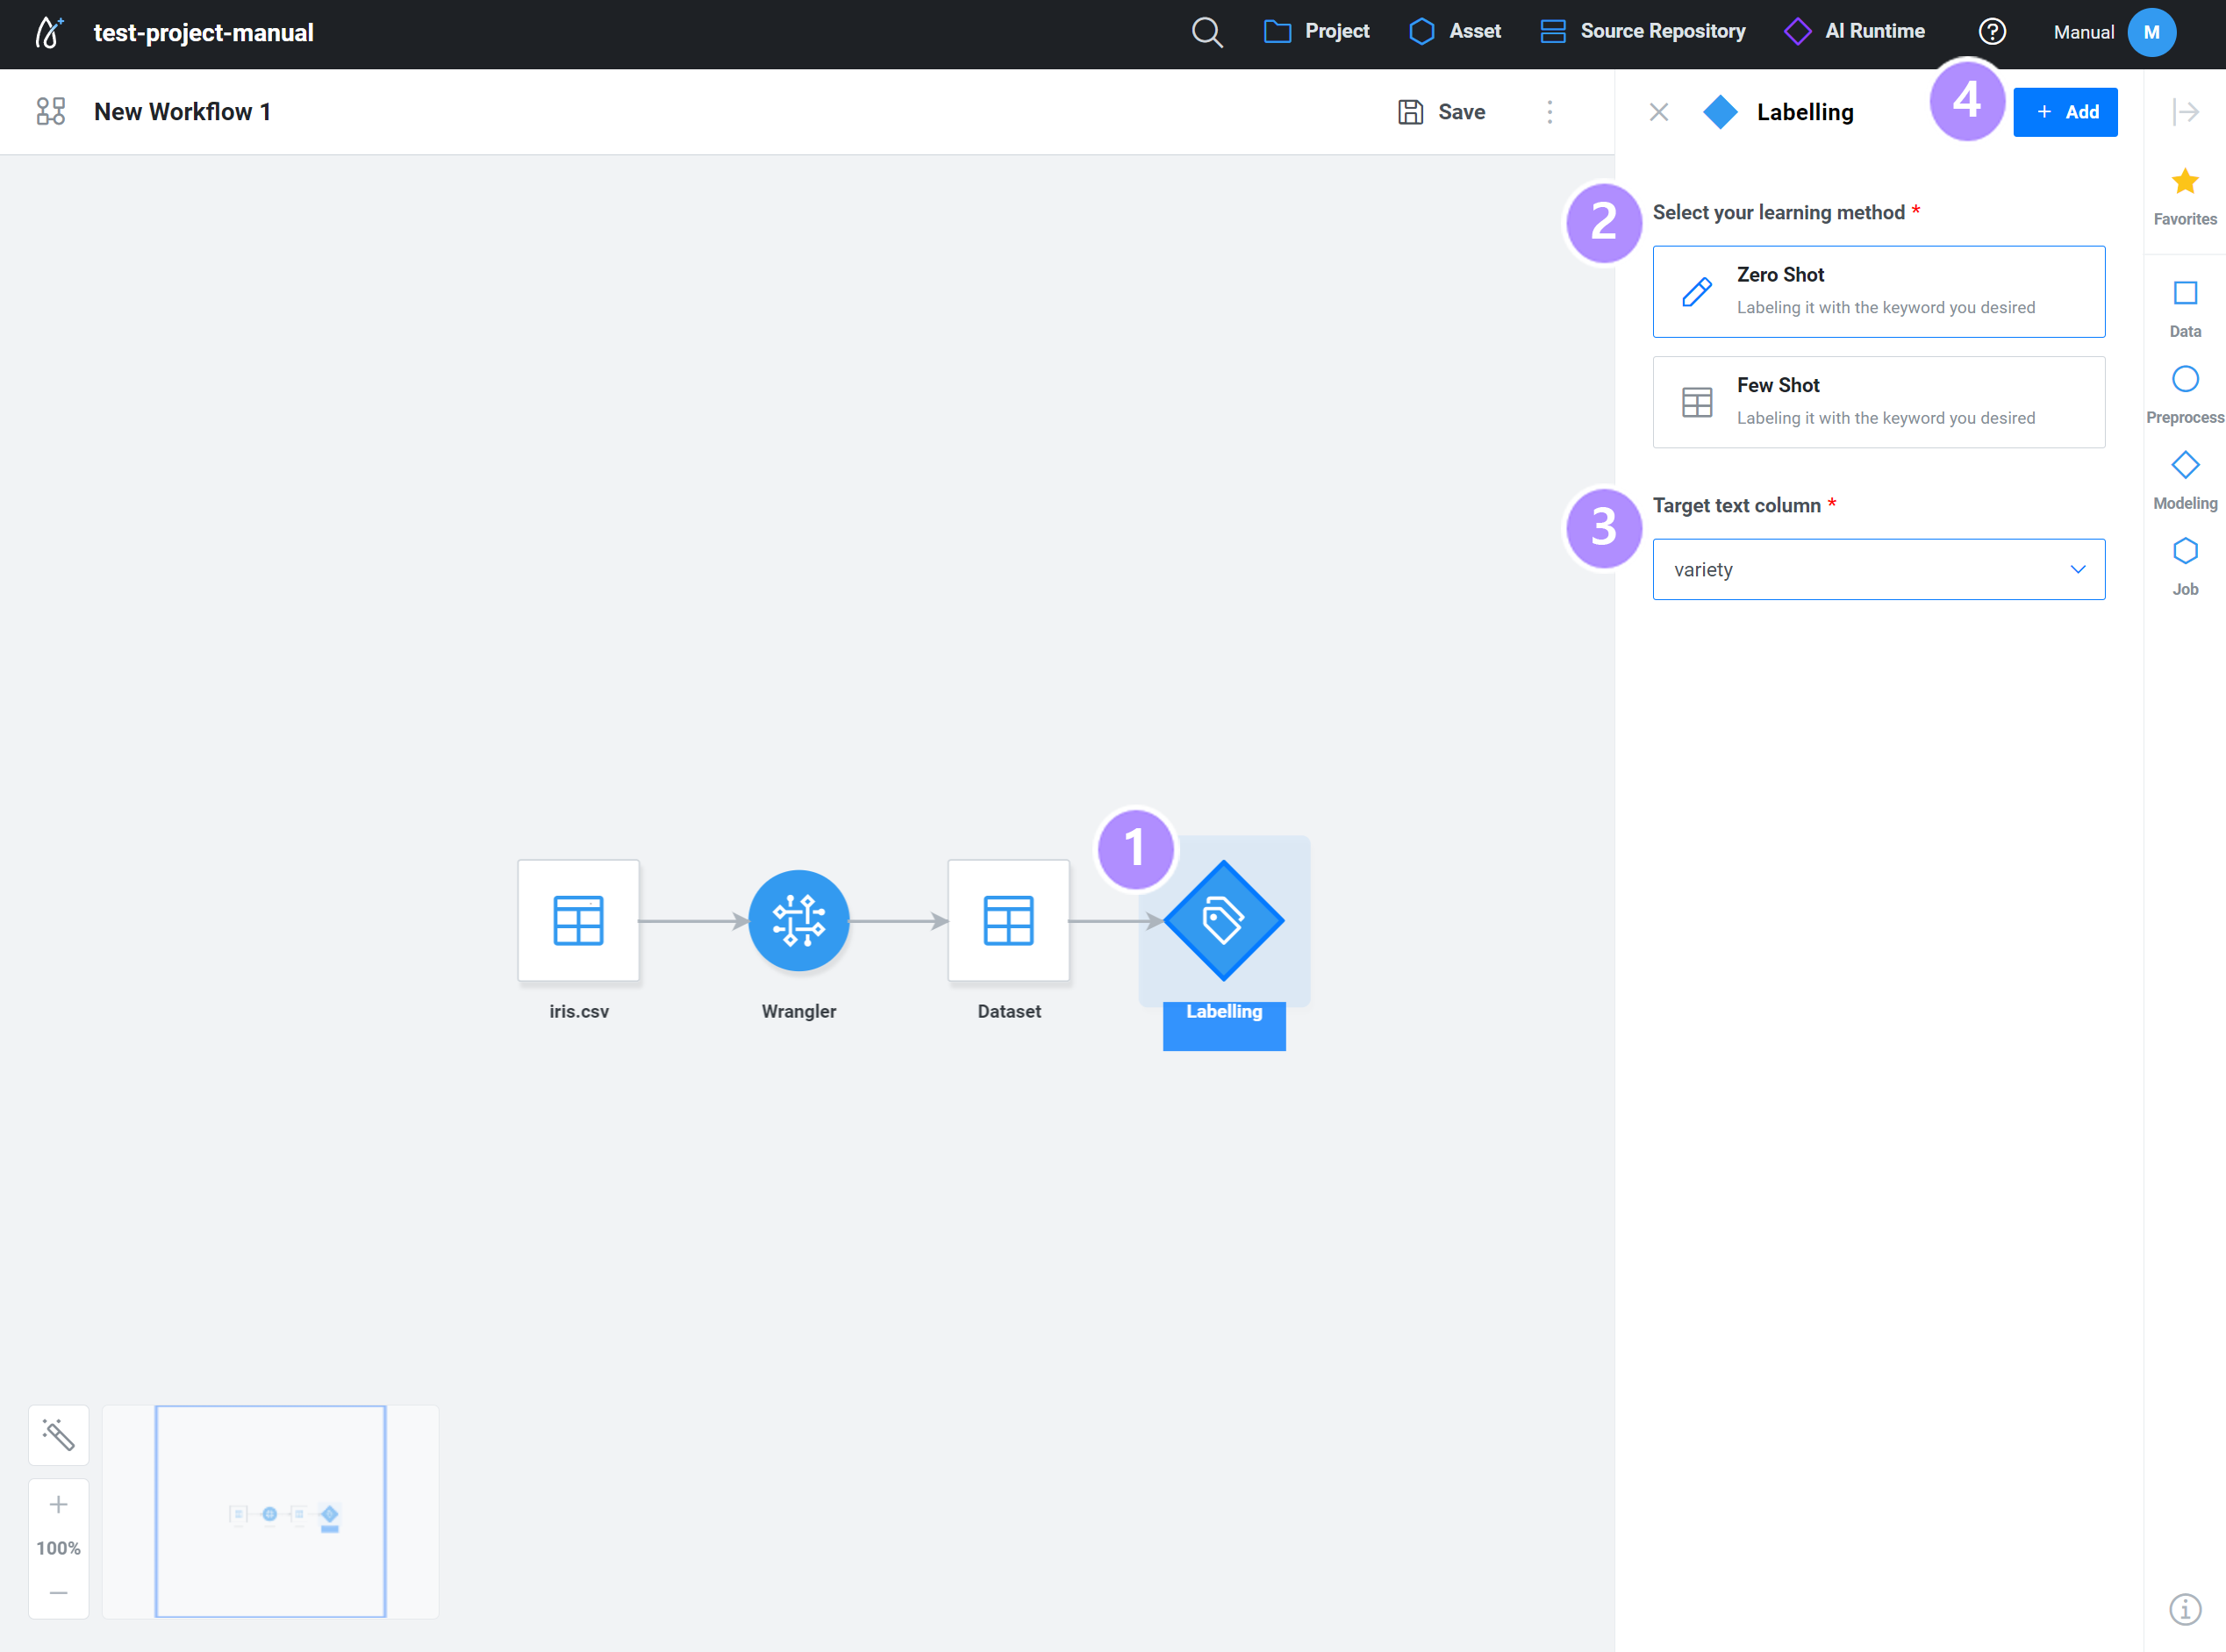 test-project-manual
Project
Asset
Source Repository
AI Runtime
Manual
M
New Workflow 1
Save
Labelling
4
+ Add
Favorites
2
Select your learning method *
Zero Shot
Labeling it with the keyword you desired
Few Shot
Labeling it with the keyword you desired
3
Target text column *
variety
Data
Preprocess
Modeling
Job
1
iris.csv
Wrangler
Dataset
Labelling
100%